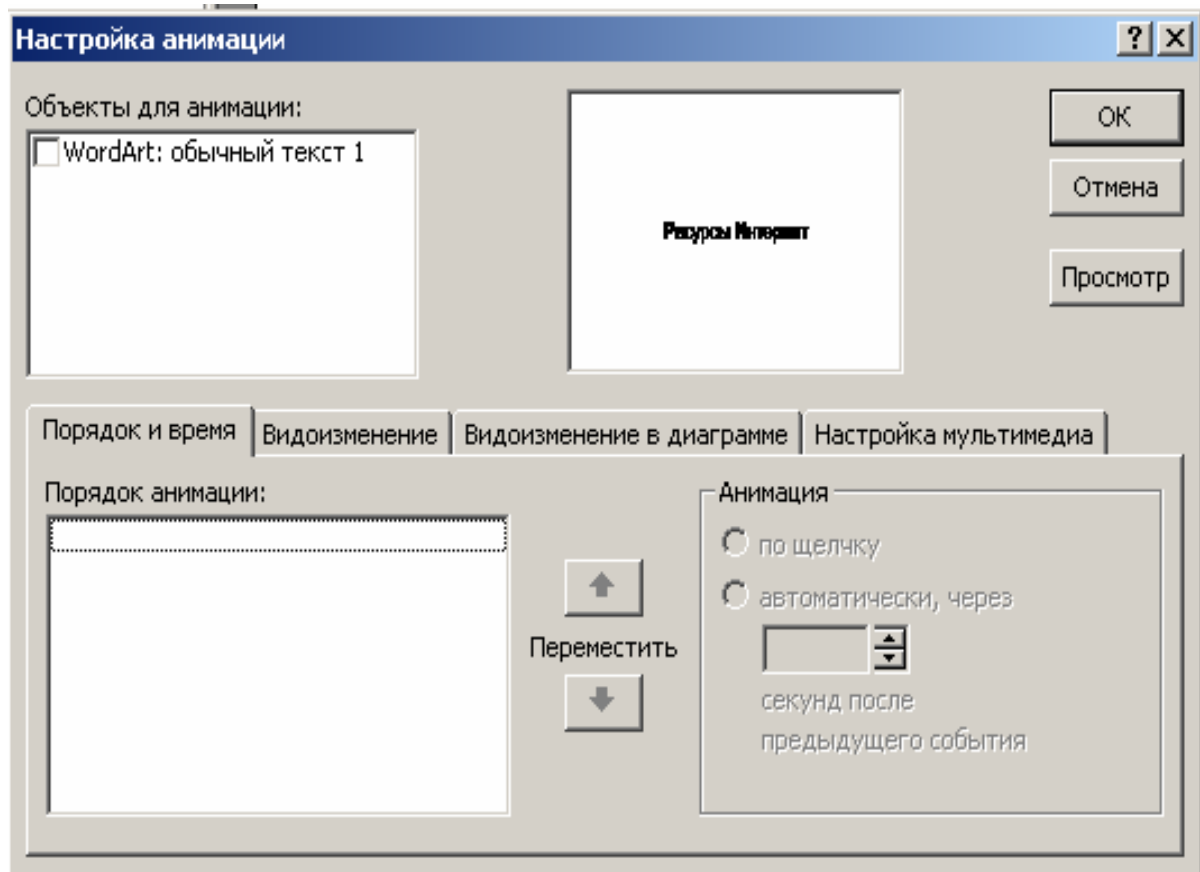 Настройка анимации
Объекты для анимации:
WordArt: обычный текст 1
Ресурсы Интернет
ОК
Отмена
Просмотр
Порядок и время
Видоизменение
Видоизменение в диаграмме
Настройка мультимедиа
Порядок анимации:
Переместить
Анимация
по щелчку
автоматически, через
секунд после
предыдущего события